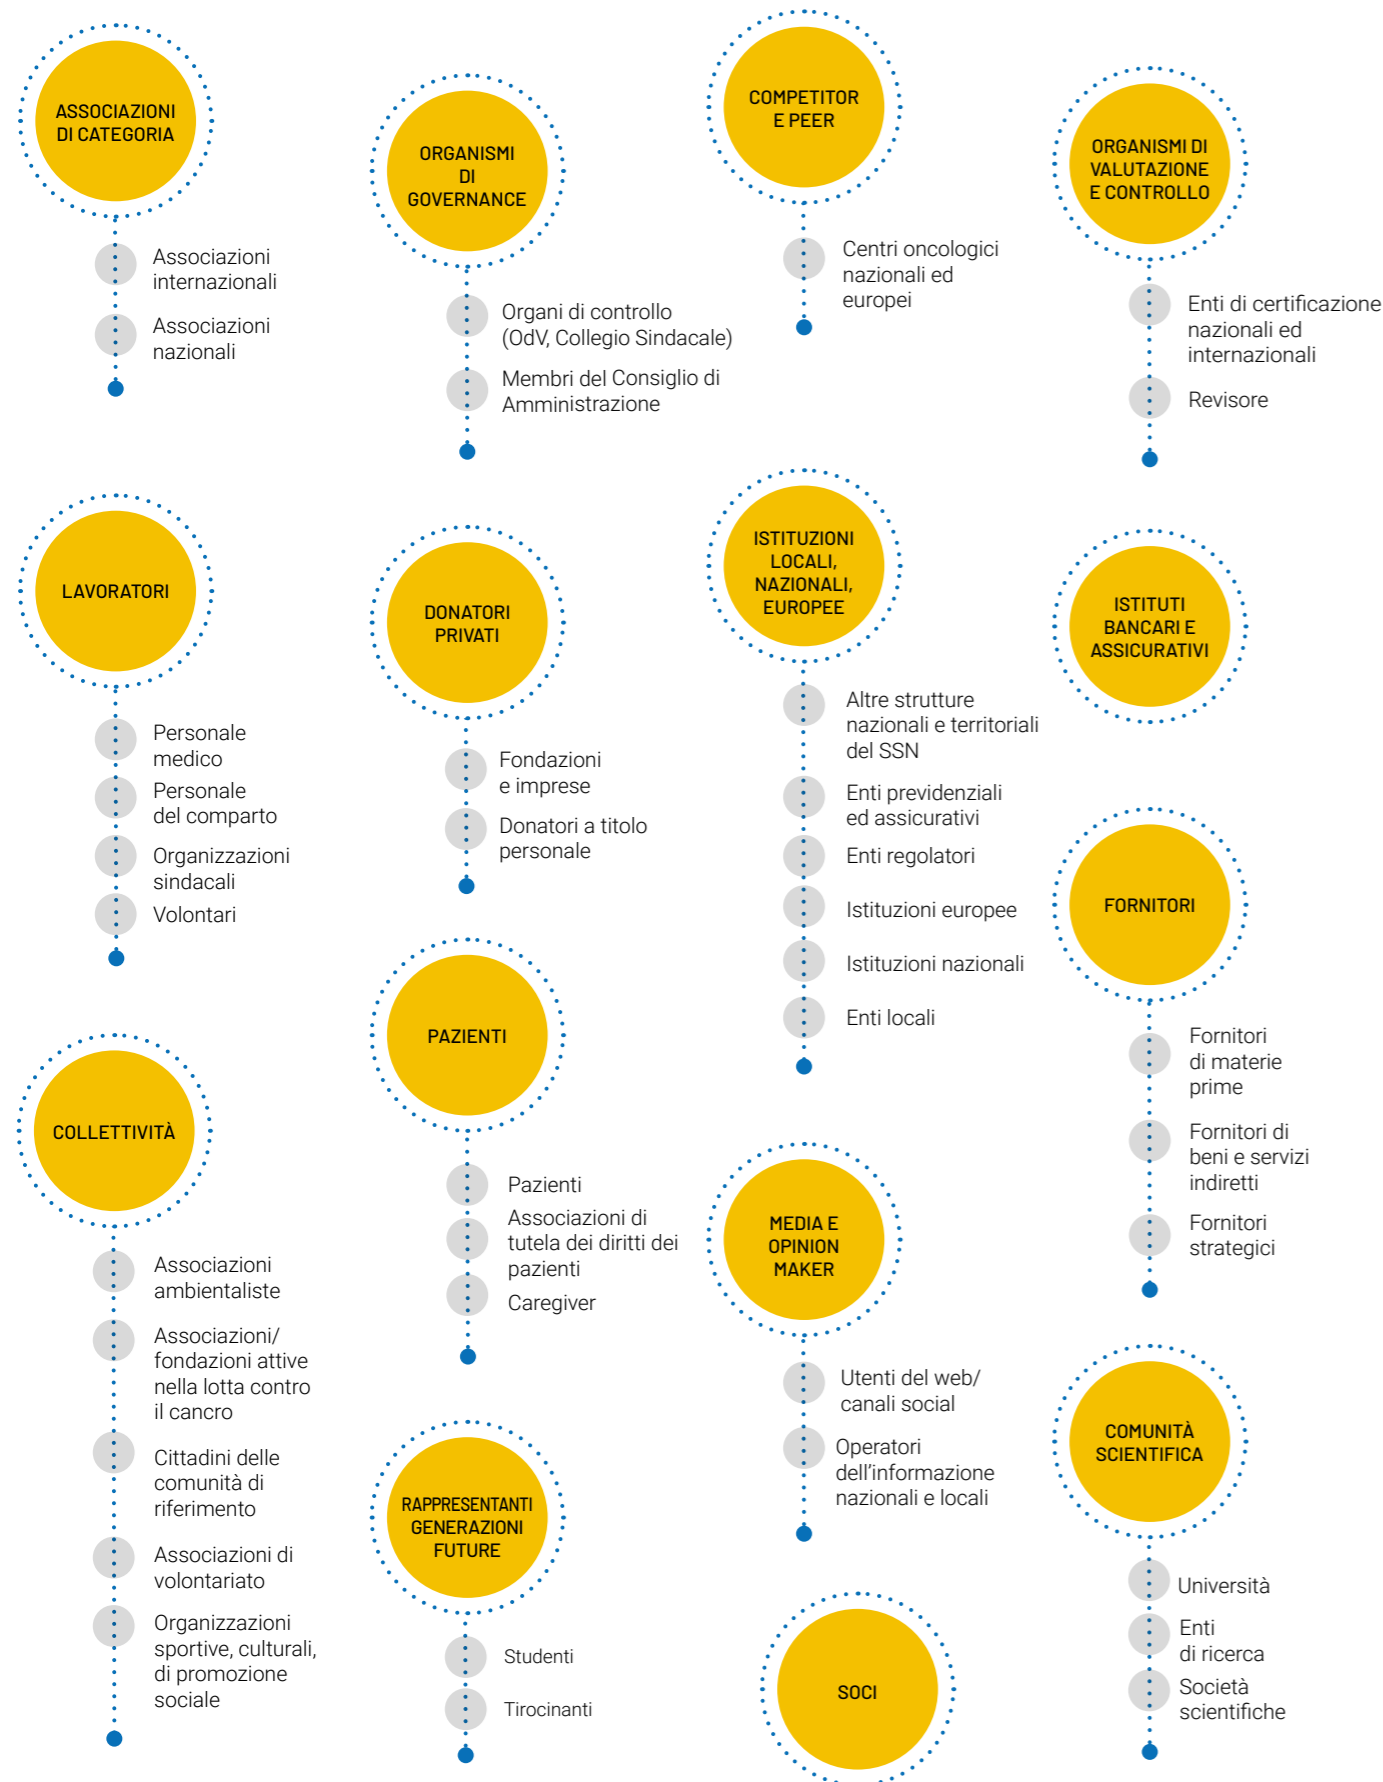 ASSOCIAZIONI
DI CATEGORIA
Associazioni
internazionali
Associazioni
nazionali
LAVORATORI
Personale
medico
Personale
del comparto
Organizzazioni
sindacali
Volontari
COLLETTIVITÀ
Associazioni
ambientaliste
Associazioni/
fondazioni attive
nella lotta contro
il cancro
Cittadini delle
comunità di
riferimento
Associazioni di
volontariato
Organizzazioni
sportive, culturali,
di promozione
sociale
ORGANISMI
DI
GOVERNANCE
Organi di controllo
(OdV, Collegio Sindacale)
Membri del Consiglio di
Amministrazione
DONATORI
PRIVATI
Fondazioni
e imprese
Donatori a titolo
personale
PAZIENTI
Pazienti
Associazioni di
tutela dei diritti dei
pazienti
Caregiver
RAPPRESENTANTI
GENERAZIONI
FUTURE
Studenti
Tirocinanti
COMPETITOR
E PEER
Centri oncologici
nazionali ed
europei
ISTITUZIONI
LOCALI,
NAZIONALI,
EUROPEE
Altre strutture
nazionali e territoriali
del SSN
Enti previdenziali
ed assicurativi
Enti regolatori
Istituzioni europee
Istituzioni nazionali
Enti locali
MEDIA E
OPINION
MAKER
Utenti del web/
canali social
Operatori
dell'informazione
nazionali e locali
SOCI
ORGANISMI DI
VALUTAZIONE
E CONTROLLO
Enti di certificazione
nazionali ed
internazionali
Revisore
ISTITUTI
BANCARI E
ASSICURATIVI
FORNITORI
Fornitori
di materie
prime
Fornitori di
beni e servizi
indiretti
Fornitori
strategici
COMUNITÀ
SCIENTIFICA
Università
Enti
di ricerca
Società
scientifiche